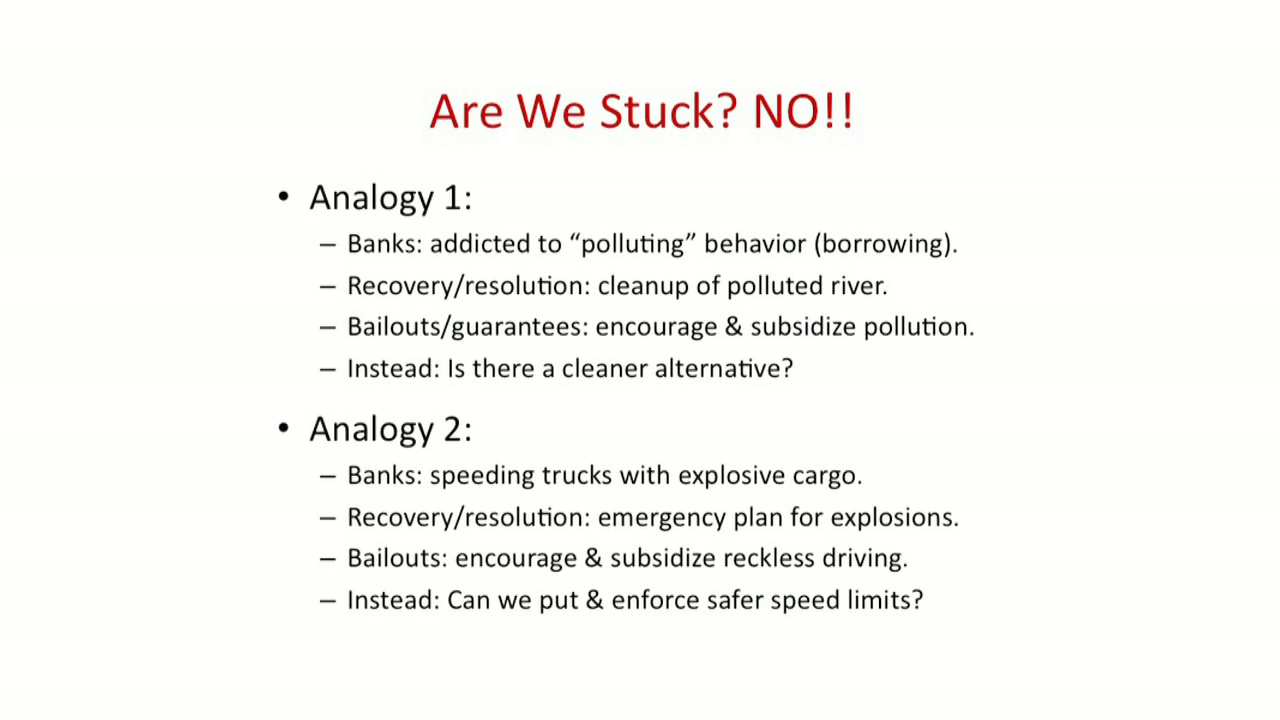 Are We Stuck? NO!!
• Analogy 1:
– Banks: addicted to “polluting” behavior (borrowing).
– Recovery/resolution: cleanup of polluted river.
– Bailouts/guarantees: encourage & subsidize pollution.
– Instead: Is there a cleaner alternative?
• Analogy 2:
– Banks: speeding trucks with explosive cargo.
– Recovery/resolution: emergency plan for explosions.
– Bailouts: encourage & subsidize reckless driving.
– Instead: Can we put & enforce safer speed limits?